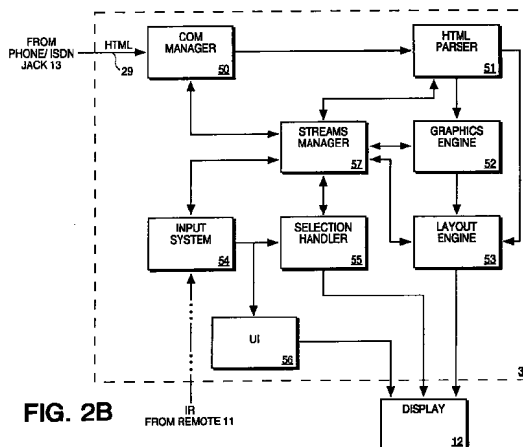 FROM
PHONE/ISDN
JACK 13
HTML
29
COM
MANAGER
50
HTML
PARSER
51
STREAMS
MANAGER
57
GRAPHICS
ENGINE
52
INPUT
SYSTEM
54
SELECTION
HANDLER
55
LAYOUT
ENGINE
53
UI
56
3
FIG. 2B
IR
FROM REMOTE 11
DISPLAY
12